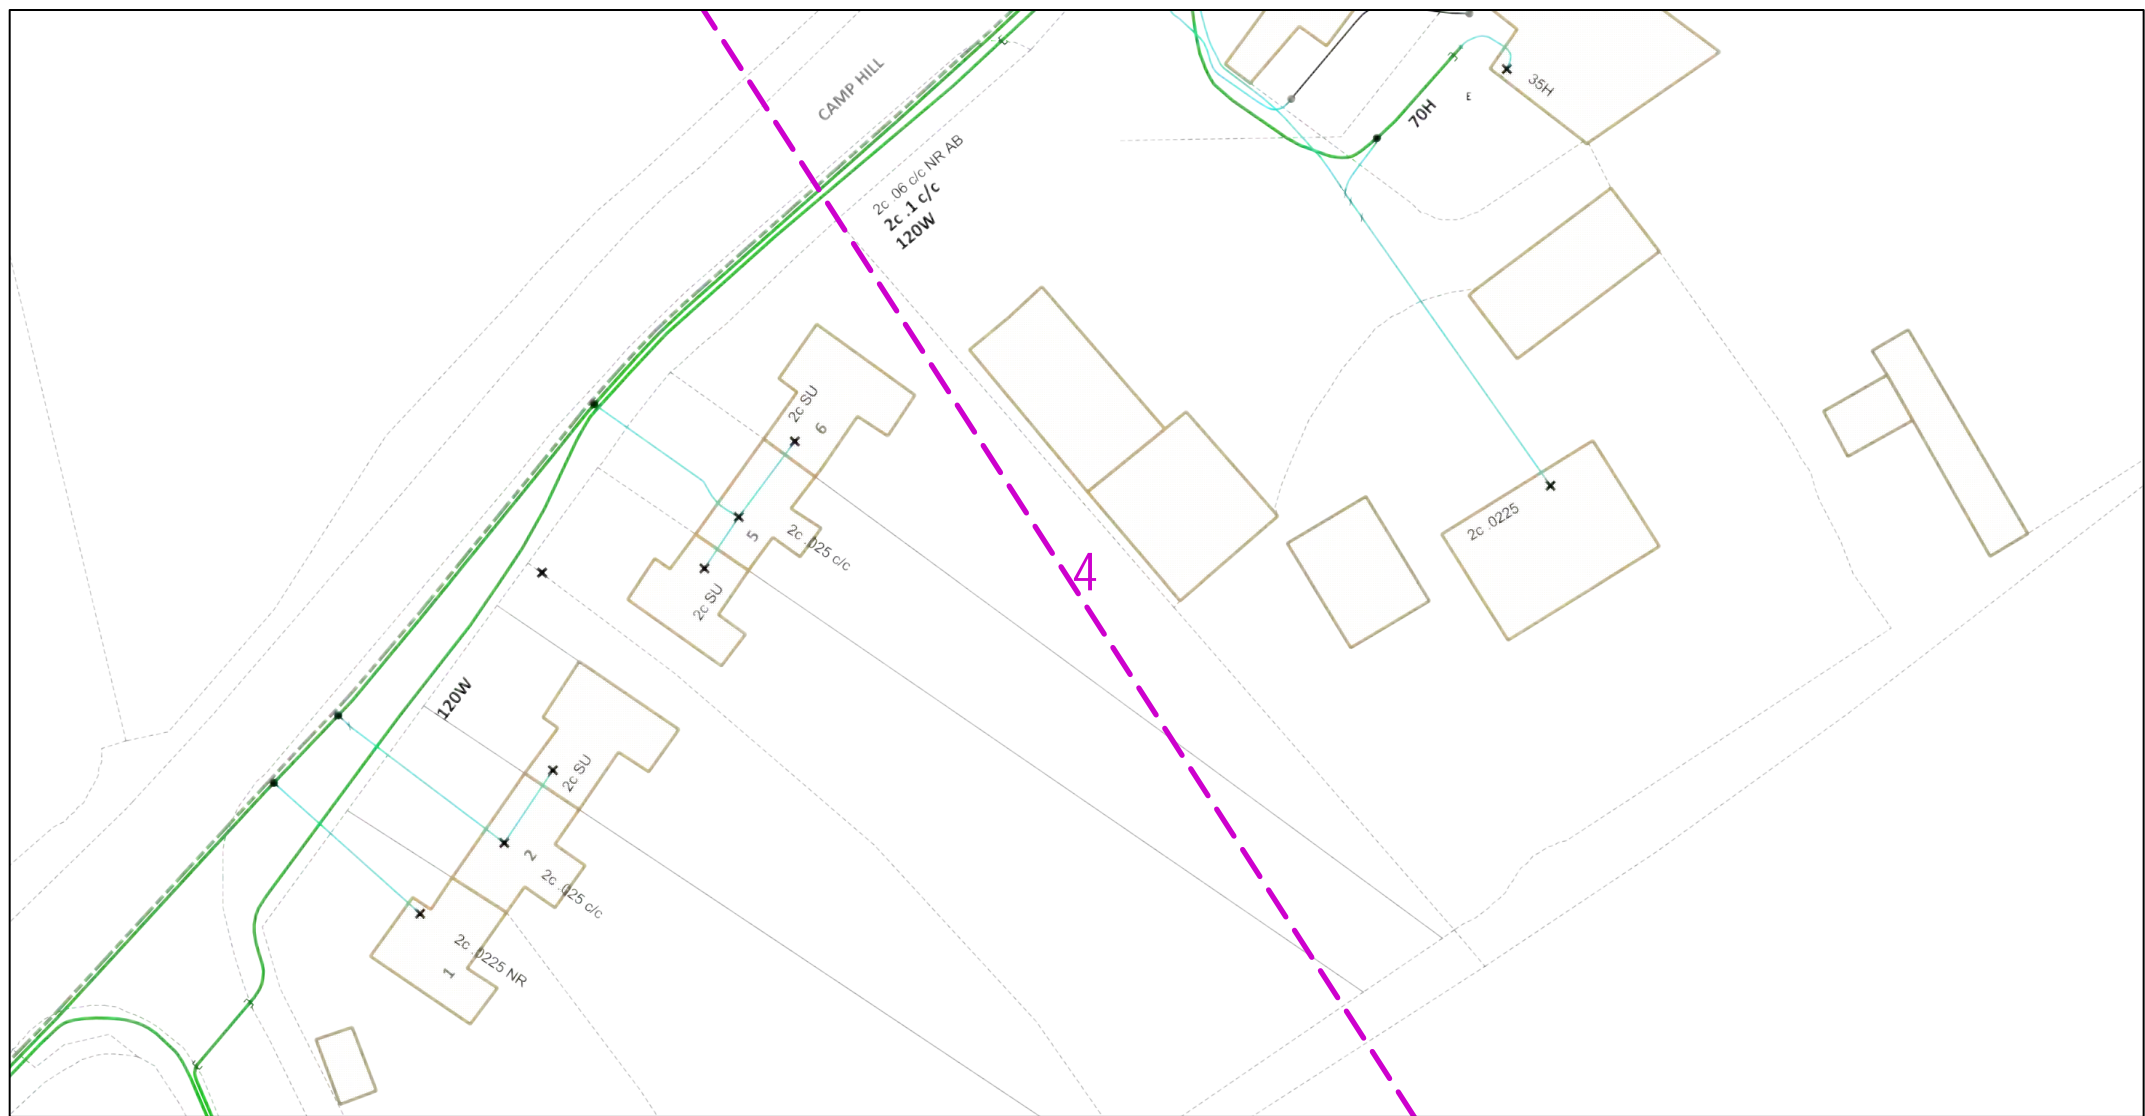 CAMP HILL
2c .06 c/c NR AB
2c .1 c/c
120W
70H
E
35H
3
E
2c SU
6
5
2c .025 c/c
2c SU
4
2c .0225
120W
2c SU
2
2c .025 c/c
2c .0225 NR
1